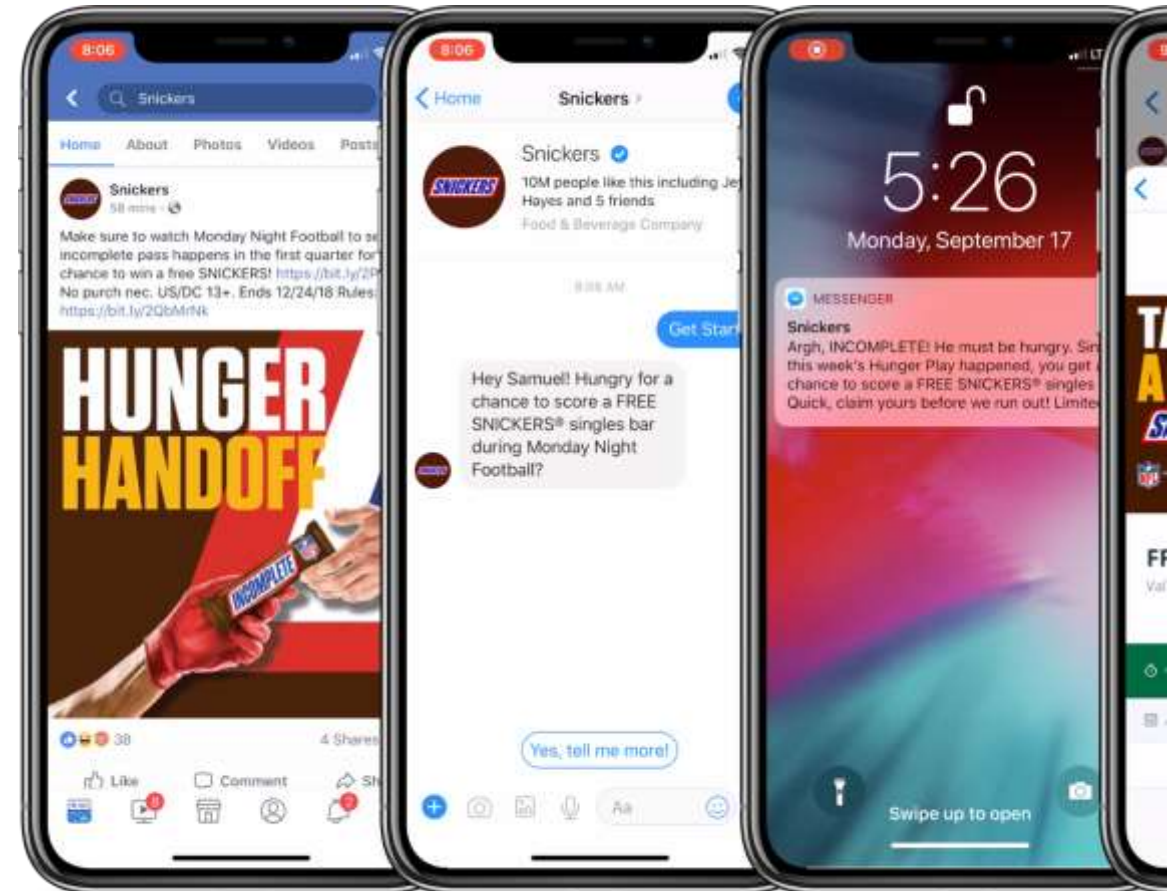 8:06
Snickers
Home About Photos Videos Posts
Snickers
58 mins
Make sure to watch Monday Night Football to
incomplete pass happens in the first quarter for
chance to win a free SNICKERS! https://bit.ly/2P
No purch nec. US/DC 13+. Ends 12/24/18 Rules:
https://bit.ly/2QbMrNk
HUNGER
HANDOFF
INCOMPLETE
38
4 Shares
Like Comment
8
2
8:06
Home
Snickers
SNICKERS
Snickers
10M people like this including
Hayes and 5 friends
Food & Beverage Company
8:06 AM
Get
Hey Samuel! Hungry for a
chance to score a FREE
SNICKERS® singles bar
during Monday Night
Football?
Yes, tell me more!
Aa
5:26
Monday, September 17
MESSENGER
Snickers
Argh, INCOMPLETE! He must be hungry.
this week's Hunger Play happened, you get
chance to score a FREE SNICKERS® singles
Quick, claim yours before we run out!
Swipe up to open
NFL